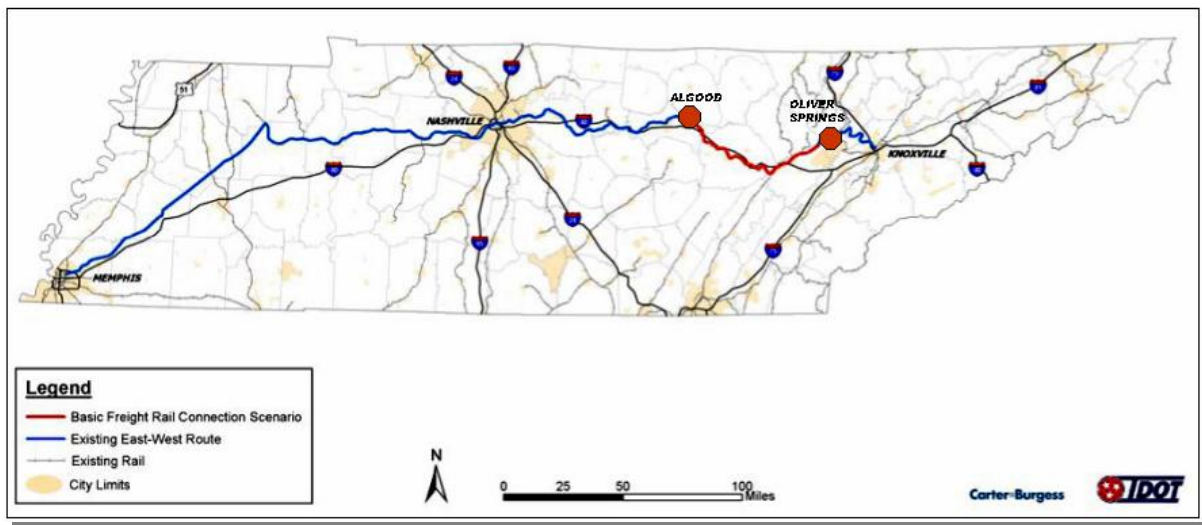 51
ALGOOD
OLIVER
SPRINGS
NASHVILLE
KNOXVILLE
MEMPHIS
Legend
Basic Freight Rail Connection Scenario
Existing East-West Route
Existing Rail
City Limits
N
0 25 50 100
Miles
Carter=Burgess
TDOT